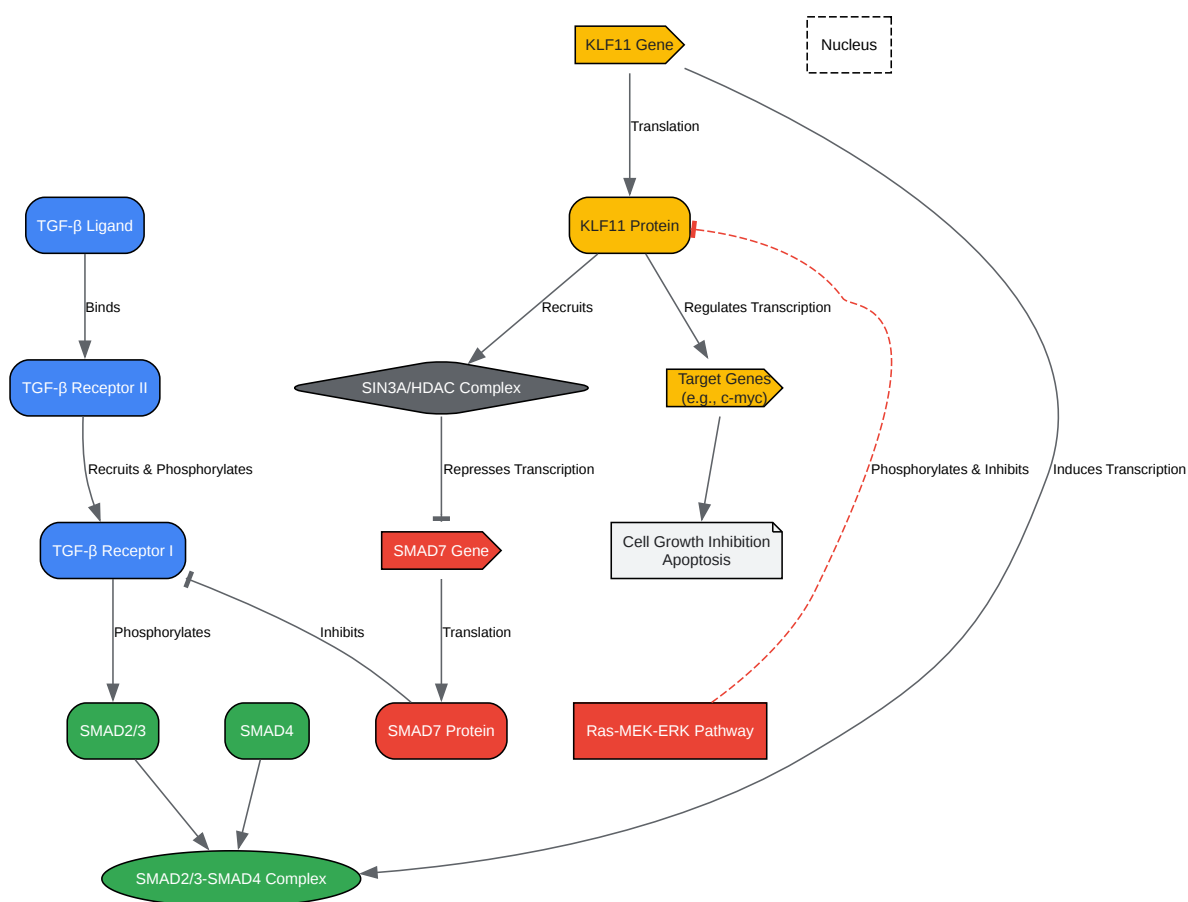 KLF11 Gene
Nucleus
Translation
TGF-β Ligand
KLF11 Protein
Binds
Recruits
Regulates Transcription
TGF-β Receptor II
SIN3A/HDAC Complex
Target Genes
(e.g., c-myc)
Recruits & Phosphorylates
Represses Transcription
Phosphorylates & Inhibits
Induces Transcription
TGF-β Receptor I
SMAD7 Gene
Cell Growth Inhibition
Apoptosis
Phosphorylates
Inhibits
Translation
SMAD2/3
SMAD4
SMAD7 Protein
Ras-MEK-ERK Pathway
SMAD2/3-SMAD4 Complex